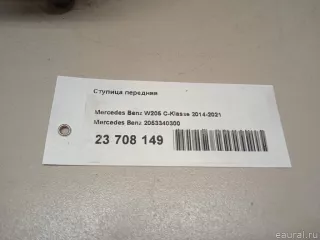 Ступица передняя
Mercedes Benz W205 C-Klasse 2014-2021
Mercedes Benz 2053340300
23 708 149
eaural.ru